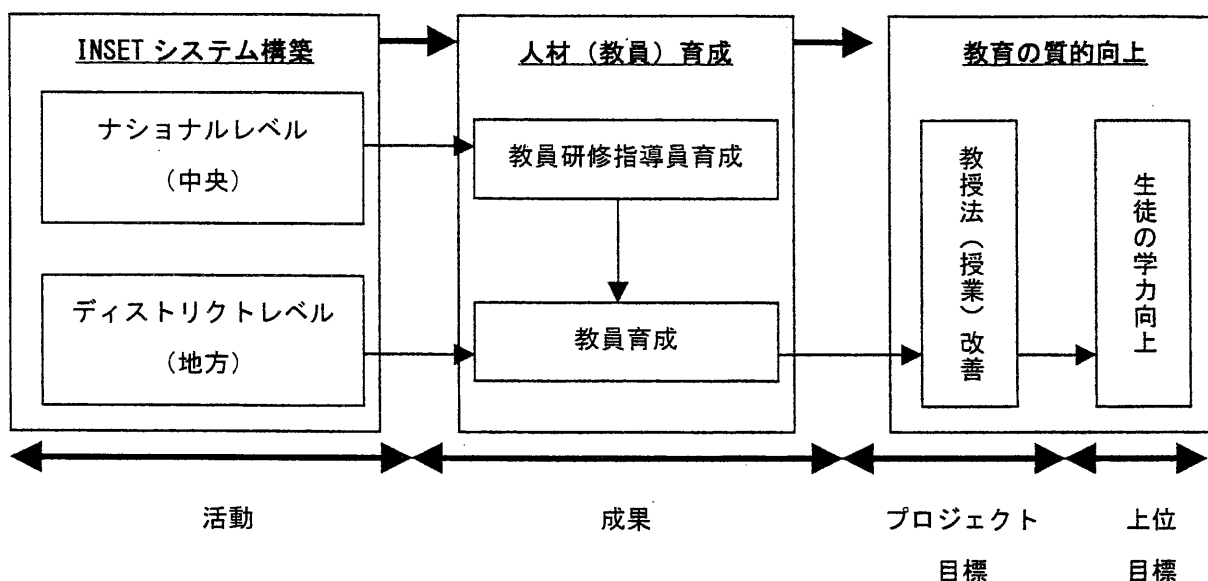 INSET システム構築
ナショナルレベル
（中央）
ディストリクトレベル
（地方）
人材（教員）育成
教員研修指導員育成
教員育成
教育の質的向上
教授法（授業）改善
生徒の学力向上
活動
成果
プロジェクト
目標
上位
目標